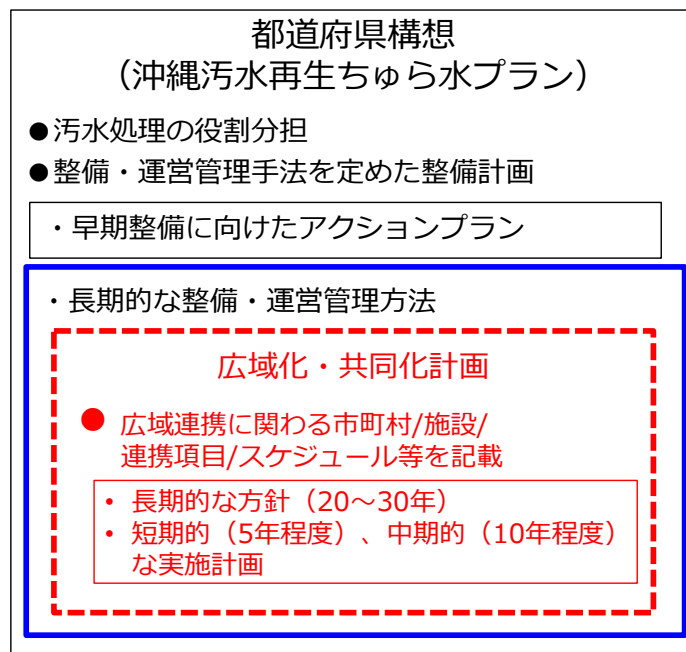 都道府県構想
（沖縄汚水再生ちゅら水プラン）
●汚水処理の役割分担
●整備・運営管理手法を定めた整備計画
・早期整備に向けたアクションプラン
・長期的な整備・運営管理方法
広域化・共同化計画
● 広域連携に関わる市町村/施設/
連携項目/スケジュール等を記載
• 長期的な方針（20～30年）
• 短期的（5年程度）、中期的（10年程度）
な実施計画